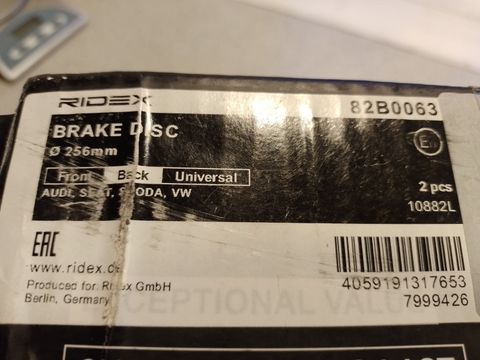 RIDEX
82B0063
BRAKE DISC
Ø 256mm
Front Back Universal
2 pcs
AUDI, SEAT, SKODA, VW
10882L
EAC
www.ridex.de
4059191317653
Produced for: Ridex GmbH
7999426
Berlin, Germany
EXCEPTIONAL VALUE